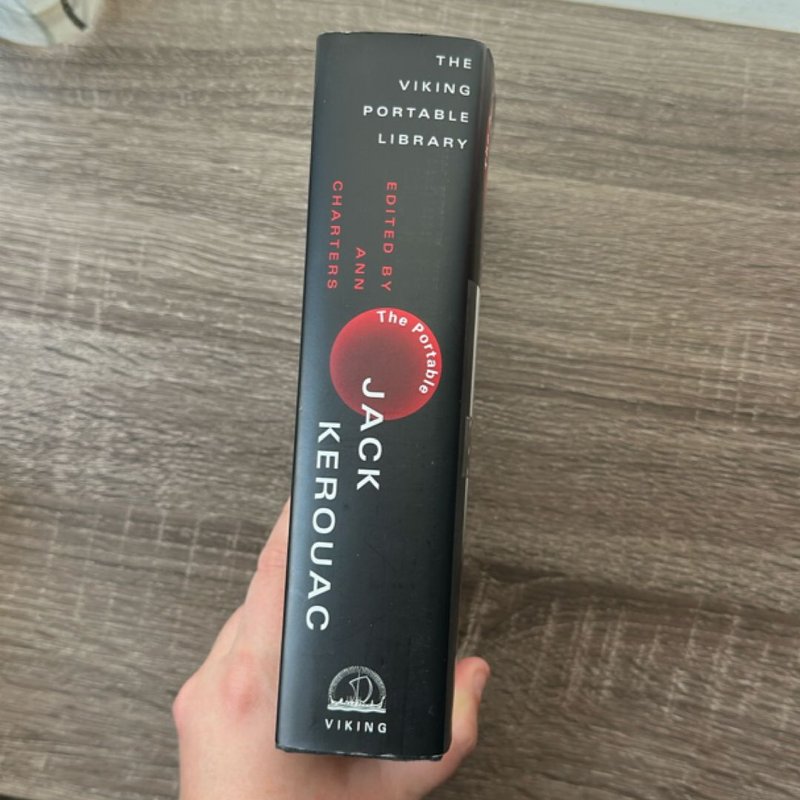 THE
VIKING
PORTABLE
LIBRARY
EDITED BY
ANN
CHARTERS
The Portable
JACK
KEROUAC
VIKING